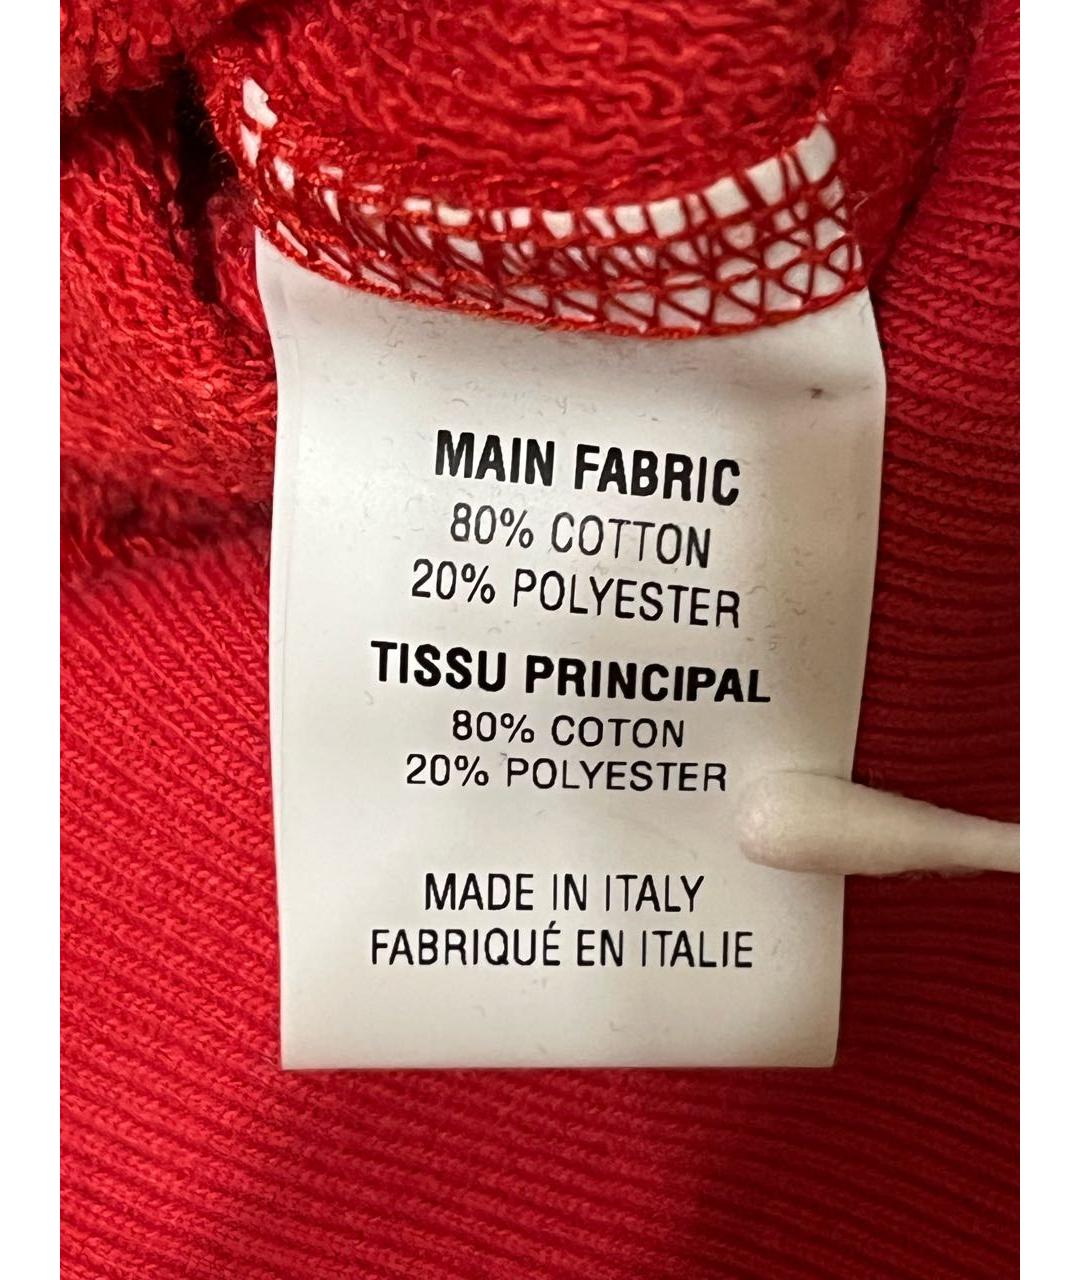 MAIN FABRIC
80% COTTON
20% POLYESTER
TISSU PRINCIPAL
80% COTON
20% POLYESTER
MADE IN ITALY
FABRIQUÉ EN ITALIE